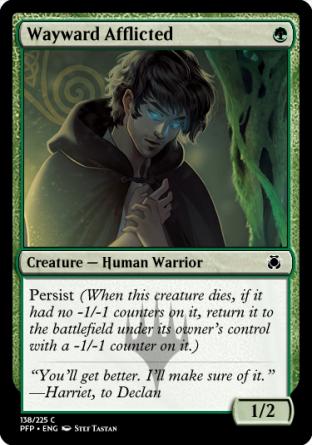 Wayward Afflicted
Creature — Human Warrior
Persist (When this creature dies, if it
had no -1/-1 counters on it, return it to
the battlefield under its owner's control
with a -1/-1 counter on it.)
"You'll get better. I'll make sure of it."
—Harriet, to Declan
1/2
138/225 C
PFP • ENG Stef Tastan